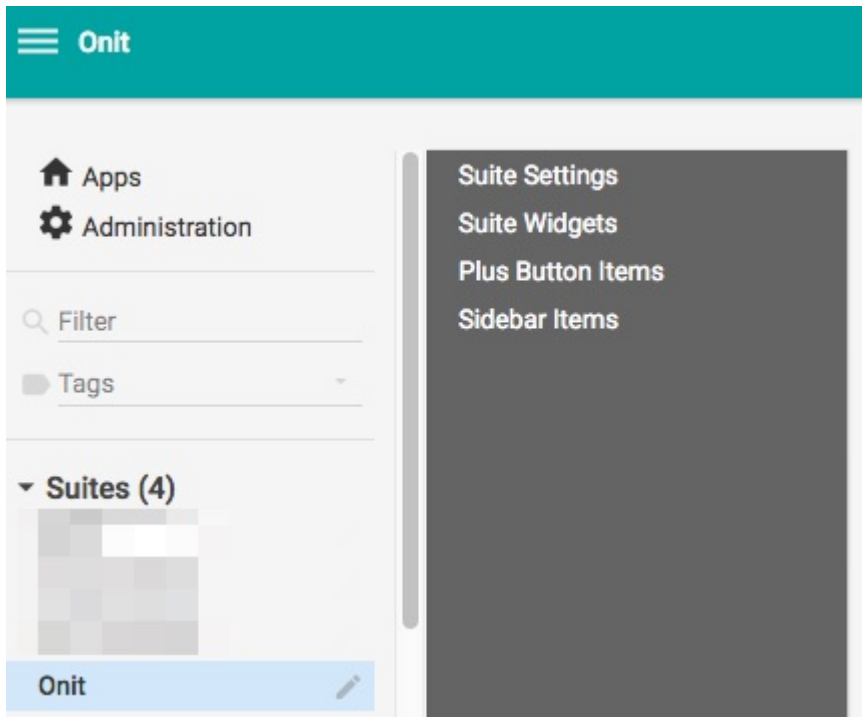 Onit
Apps
Administration
Filter
Tags
Suites (4)
Onit
Suite Settings
Suite Widgets
Plus Button Items
Sidebar Items